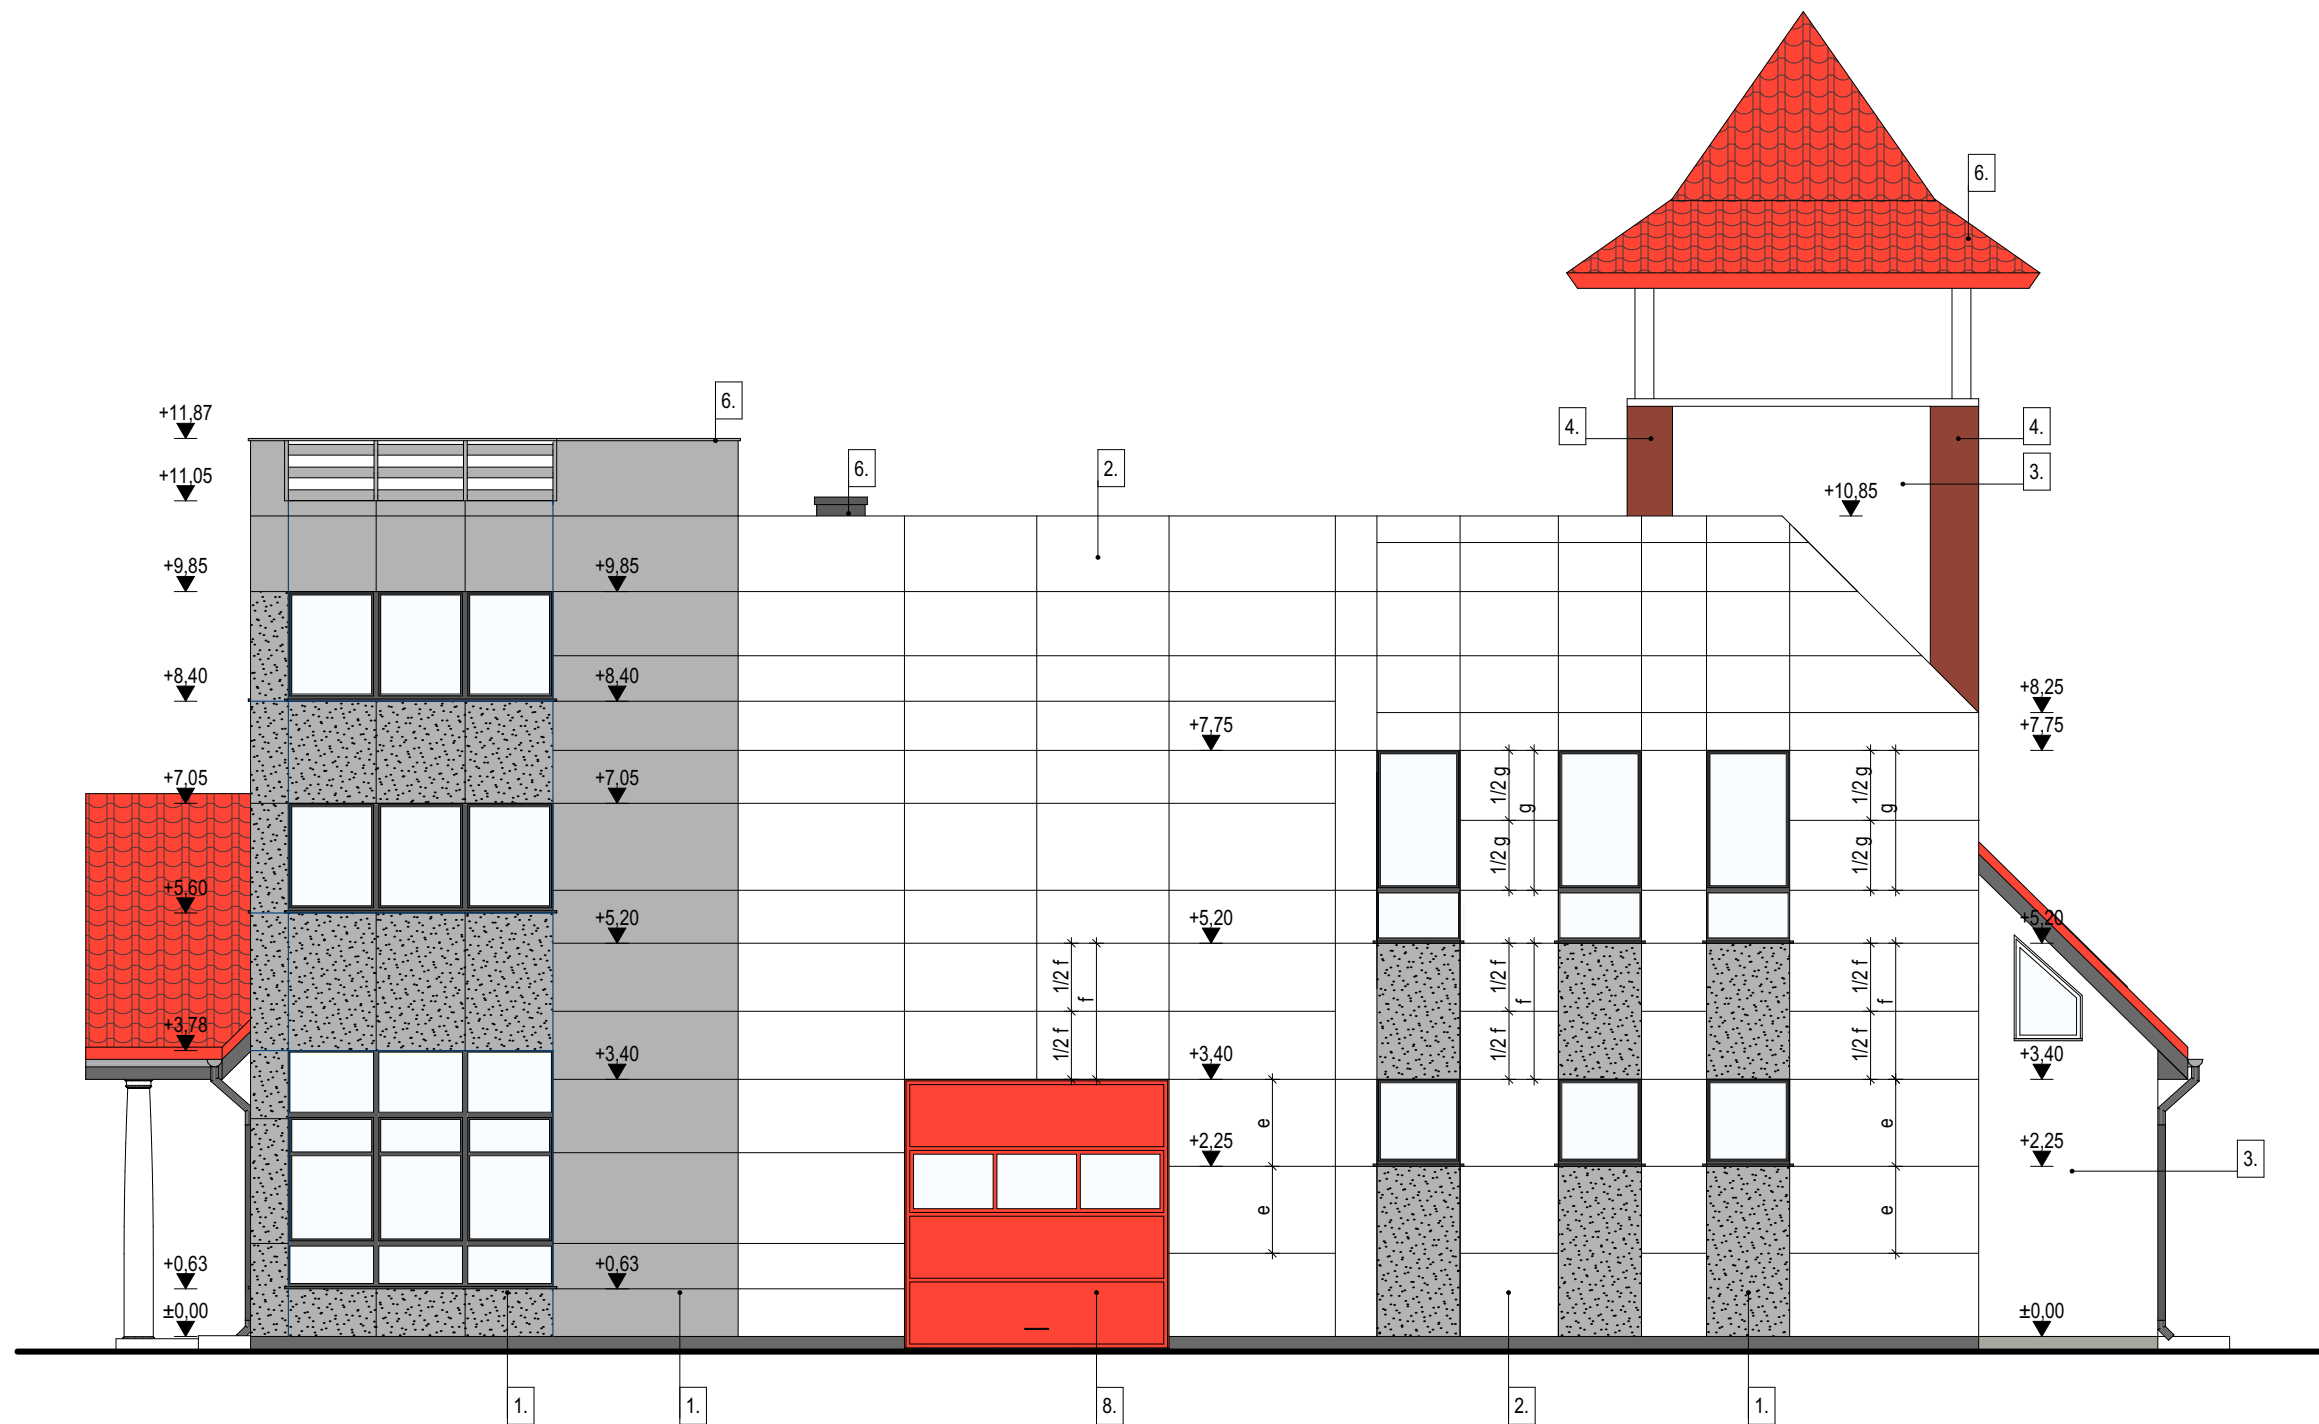 6.
6.
+11,87
4.
4.
6.
2.
3.
+11,05
+10,85
+9,85
+9,85
+8,40
+8,40
+8,25
+7,75
+7,75
+7,05
+7,05
1/2 g
g
1/2 g
g
1/2 g
1/2 g
+5,60
+5,20
+5,20
+5,20
1/2 f
f
1/2 f
f
1/2 f
f
+3,78
1/2 f
1/2 f
1/2 f
+3,40
+3,40
+3,40
e
e
+2,25
+2,25
3.
e
e
+0,63
+0,63
±0,00
±0,00
1.
1.
8.
2.
1.